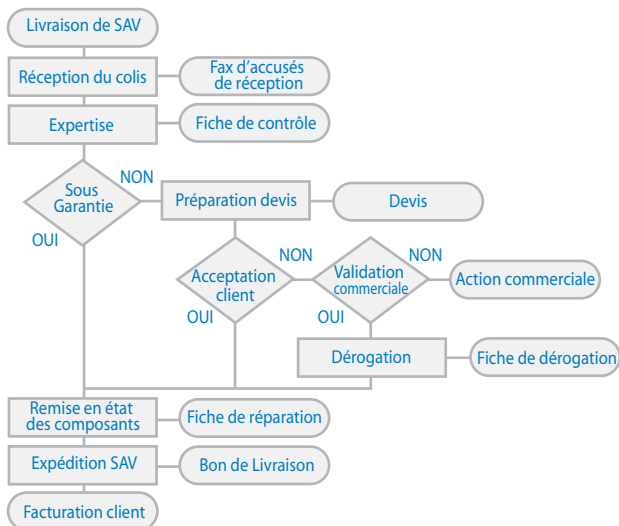 Livraison de SAV
Réception du colis
Fax d'accusés
de réception
Expertise
Fiche de contrôle
Sous
Garantie
NON
OUI
Préparation devis
Devis
Acceptation
client
NON
OUI
Validation
commerciale
NON
OUI
Action commerciale
Dérogation
Fiche de dérogation
Remise en état
des composants
Fiche de réparation
Expédition SAV
Bon de Livraison
Facturation client